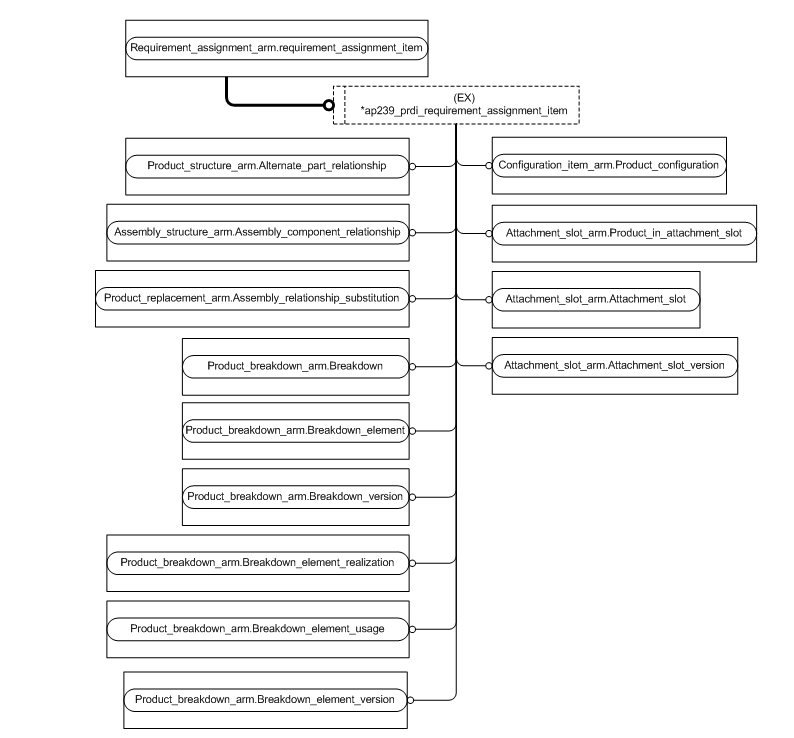 Requirement_assignment_arm.requirement_assignment_item
(EX)
*ap239_prdi_requirement_assignment_item
Product_structure_arm.Alternate_part_relationship
Configuration_item_arm.Product_configuration
Assembly_structure_arm.Assembly_component_relationship
Attachment_slot_arm.Product_in_attachment_slot
Product_replacement_arm.Assembly_relationship_substitution
Attachment_slot_arm.Attachment_slot
Product_breakdown_arm.Breakdown
Attachment_slot_arm.Attachment_slot_version
Product_breakdown_arm.Breakdown_element
Product_breakdown_arm.Breakdown_version
Product_breakdown_arm.Breakdown_element_realization
Product_breakdown_arm.Breakdown_element_usage
Product_breakdown_arm.Breakdown_element_version